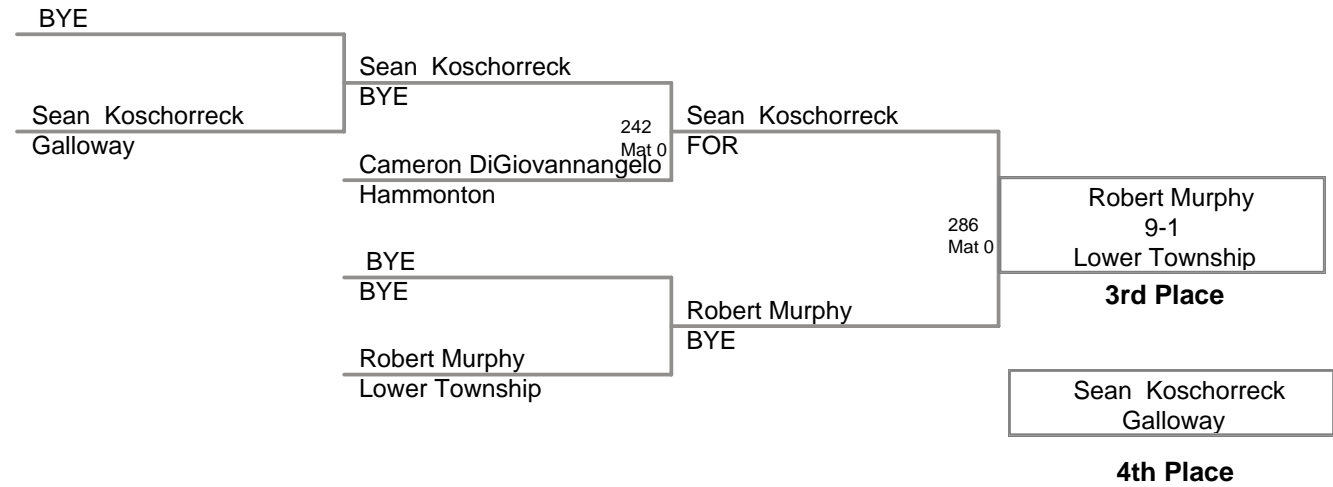 BYE
Sean Koschorreck
BYE
Sean Koschorreck
Galloway
242
Mat 0
Sean Koschorreck
FOR
Cameron DiGiovannangelo
Hammonton
Robert Murphy
9-1
Lower Township
3rd Place
286
Mat 0
BYE
BYE
Robert Murphy
BYE
Robert Murphy
Lower Township
Sean Koschorreck
Galloway
4th Place